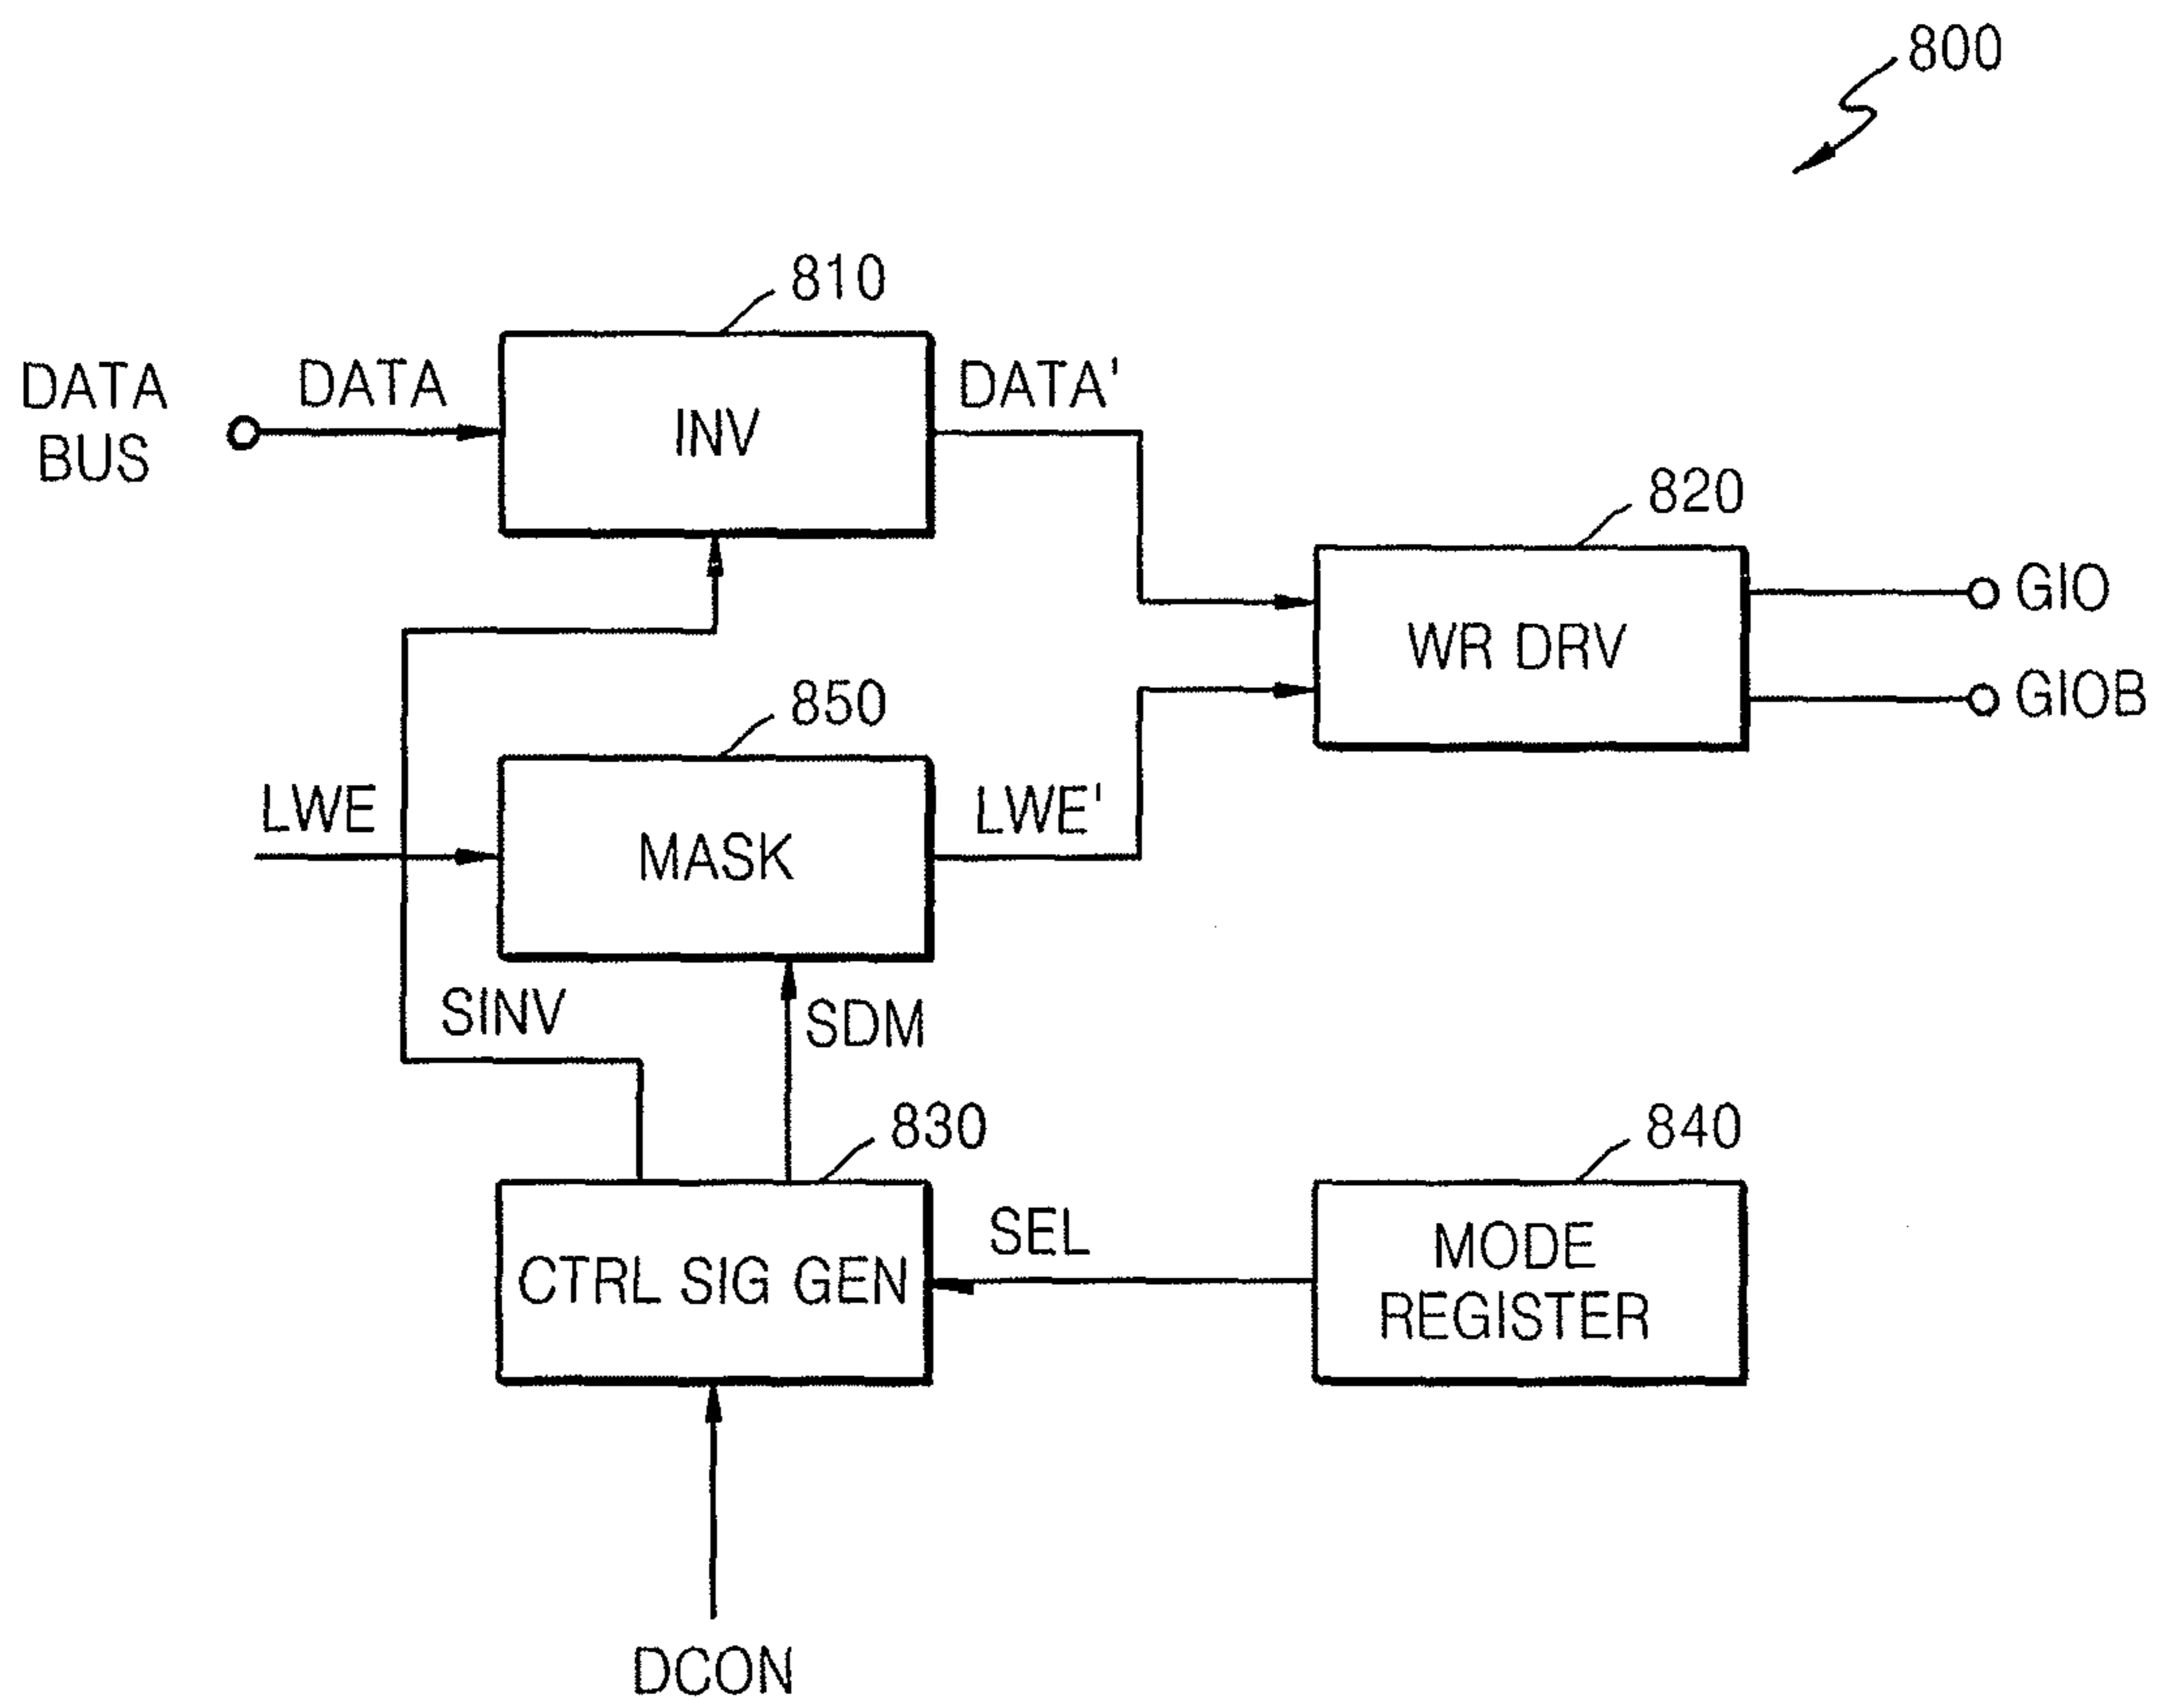 800
810
DATA
BUS
DATA
INV
DATA'
820
WR DRV
GIO
GIOB
850
LWE
MASK
LWE'
SINV
SDM
830
840
CTRL SIG GEN
SEL
MODE
REGISTER
DCON